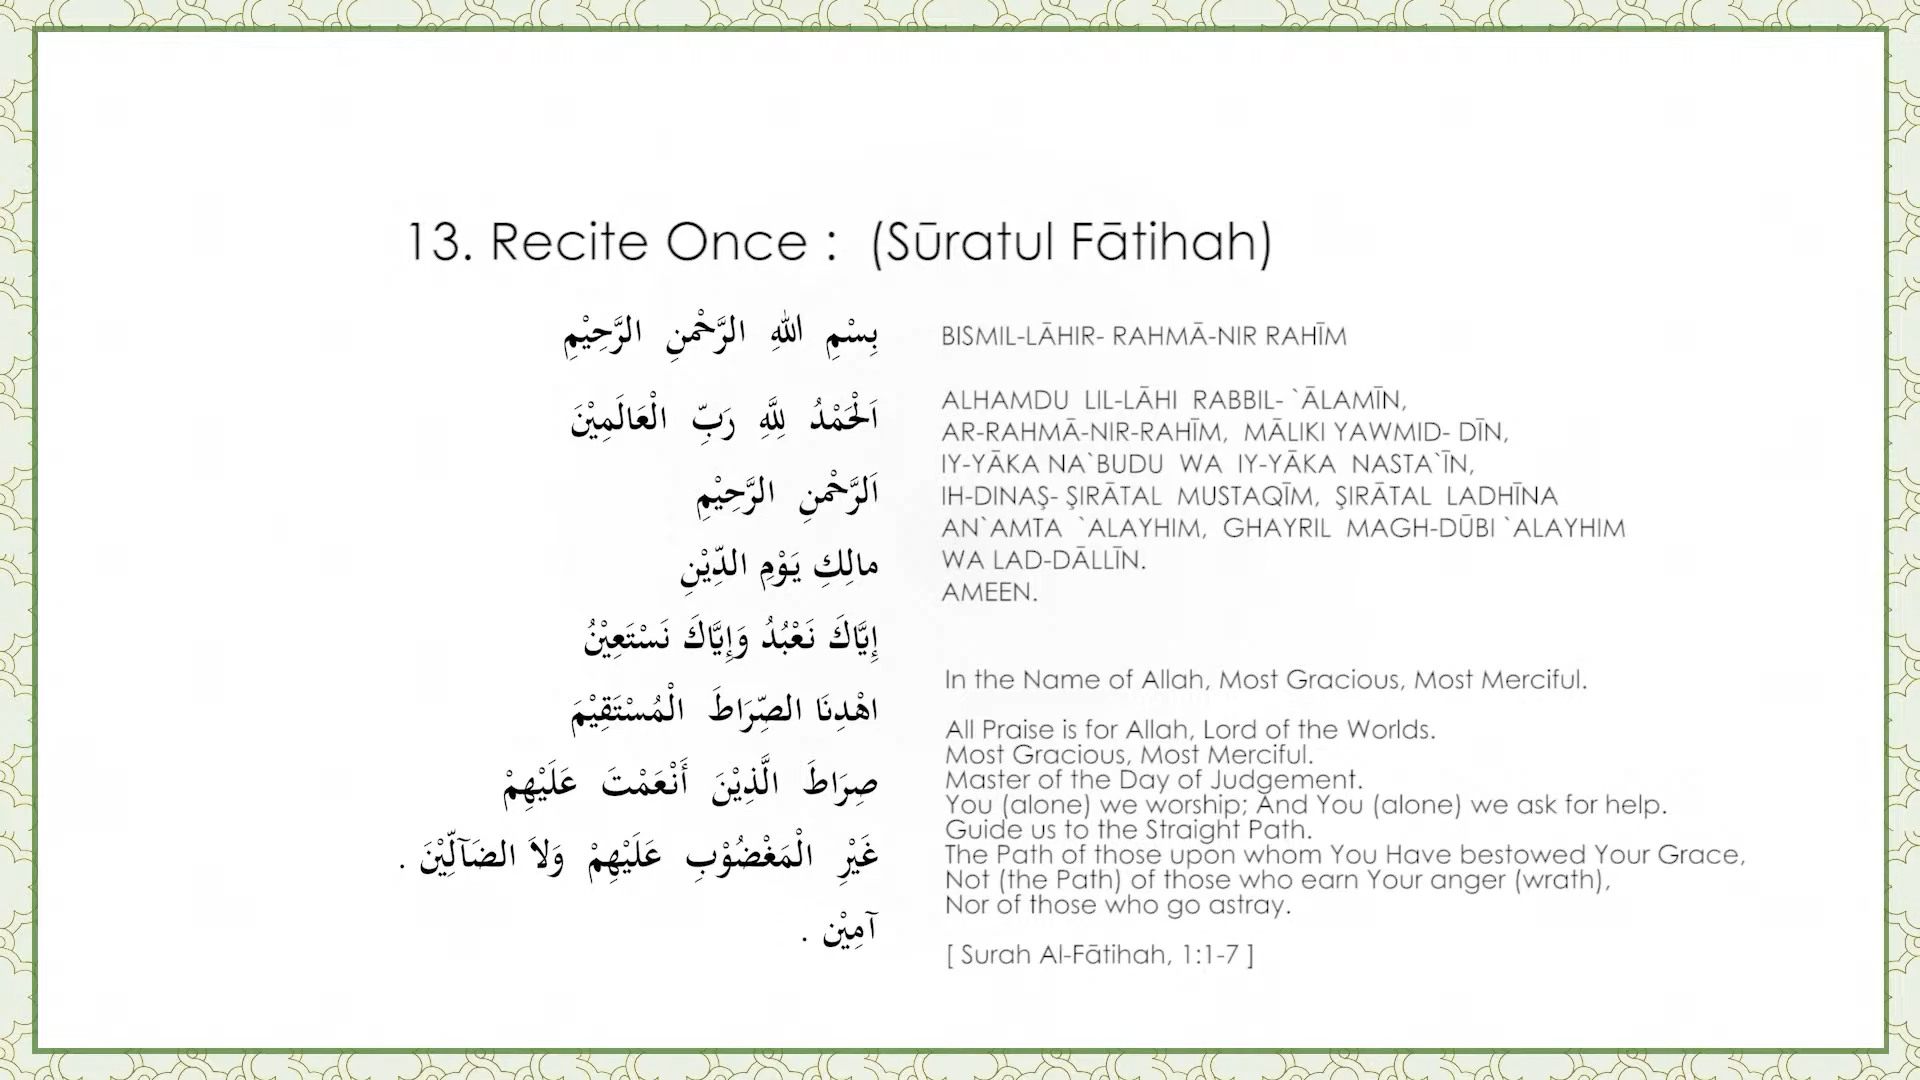 13. Recite Once :  (Sūratul Fātihah)
بِسْمِ اللهِ الرَّحْمنِ الرَّحِيْمِ
اَلْحَمْدُ لِلَّهِ رَبِّ الْعَالَمِيْنَ
اَلرَّحْمنِ الرَّحِيْمِ
مالِكِ يَوْمِ الدِّيْنِ
إِيَّاكَ نَعْبُدُ وَإِيَّاكَ نَسْتَعِيْنُ
اهْدِنَا الصِّرَاطَ الْمُسْتَقِيْمَ
صِرَاطَ الَّذِيْنَ أَنْعَمْتَ عَلَيْهِمْ
غَيْرِ الْمَغْضُوْبِ عَلَيْهِمْ وَلاَ الضَآلِّيْنَ .
آمِيْن .
BISMIL-LĀHIR- RAHMĀ-NIR RAHĪM
ALHAMDU LIL-LĀHI RABBIL- `ĀLAMĪN,
AR-RAHMĀ-NIR-RAHĪM, MĀLIKI YAWMID- DĪN,
IY-YĀKA NA`BUDU WA IY-YĀKA NASTA`ĪN,
IH-DINAŞ- ŞIRĀTAL MUSTAQĪM, ŞIRĀTAL LADHĪNA
AN`AMTA `ALAYHIM, GHAYRIL MAGH-DŪBI `ALAYHIM
WA LAD-DĀLLĪN.
AMEEN.
In the Name of Allah, Most Gracious, Most Merciful.
All Praise is for Allah, Lord of the Worlds.
Most Gracious, Most Merciful.
Master of the Day of Judgement.
You (alone) we worship; And You (alone) we ask for help.
Guide us to the Straight Path.
The Path of those upon whom You Have bestowed Your Grace,
Not (the Path) of those who earn Your anger (wrath),
Nor of those who go astray.
[ Surah Al-Fātihah, 1:1-7 ]